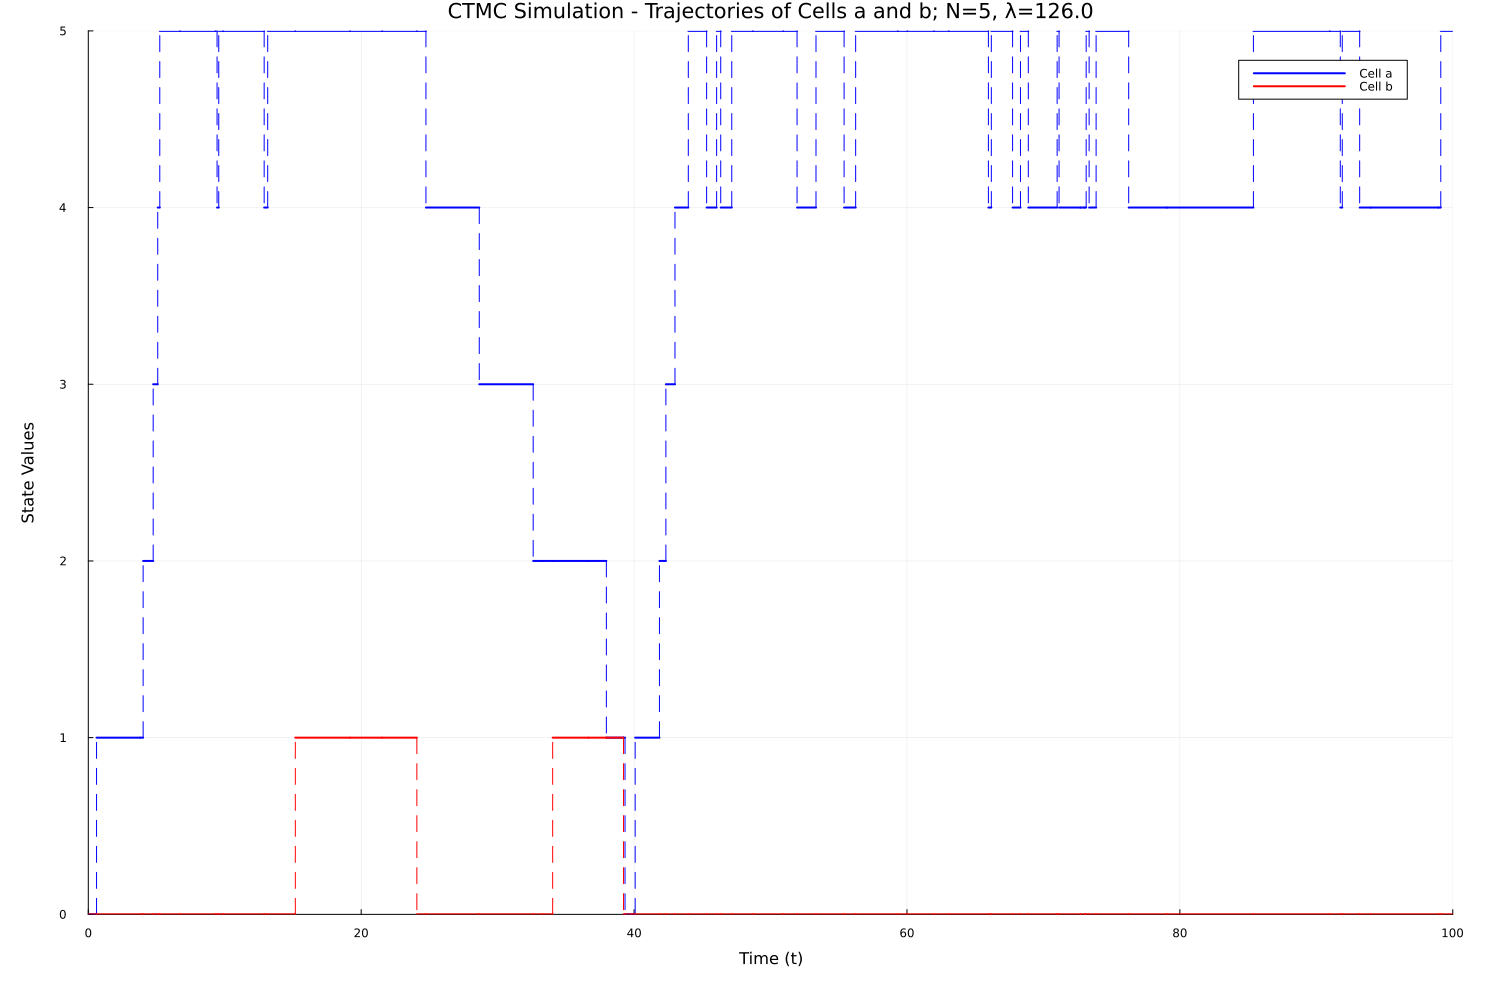 CTMC Simulation - Trajectories of Cells a and b; N=5, λ=126.0
5
Cell a
Cell b
4
3
State Values
2
1
0
0 20 40 60 80 100
Time (t)